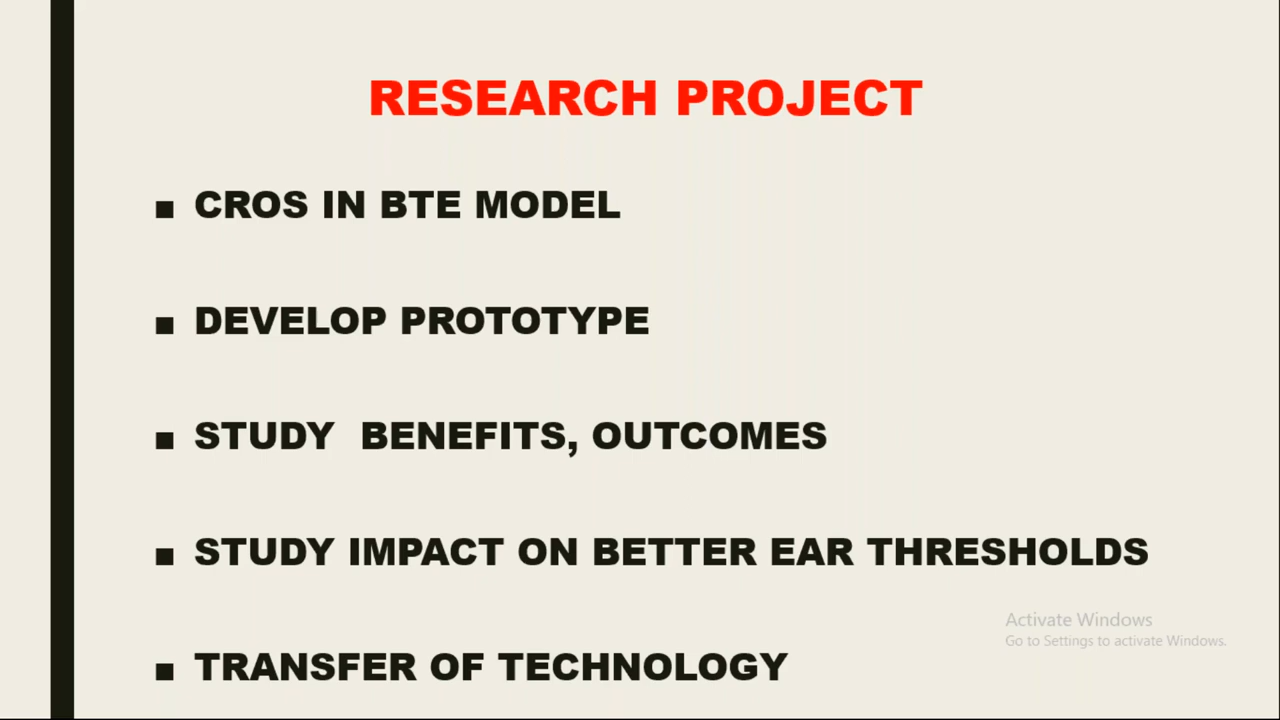 RESEARCH PROJECT
▪ CROS IN BTE MODEL
▪ DEVELOP PROTOTYPE
▪ STUDY  BENEFITS, OUTCOMES
▪ STUDY IMPACT ON BETTER EAR THRESHOLDS
Activate Windows
Go to Settings to activate Windows.
▪ TRANSFER OF TECHNOLOGY